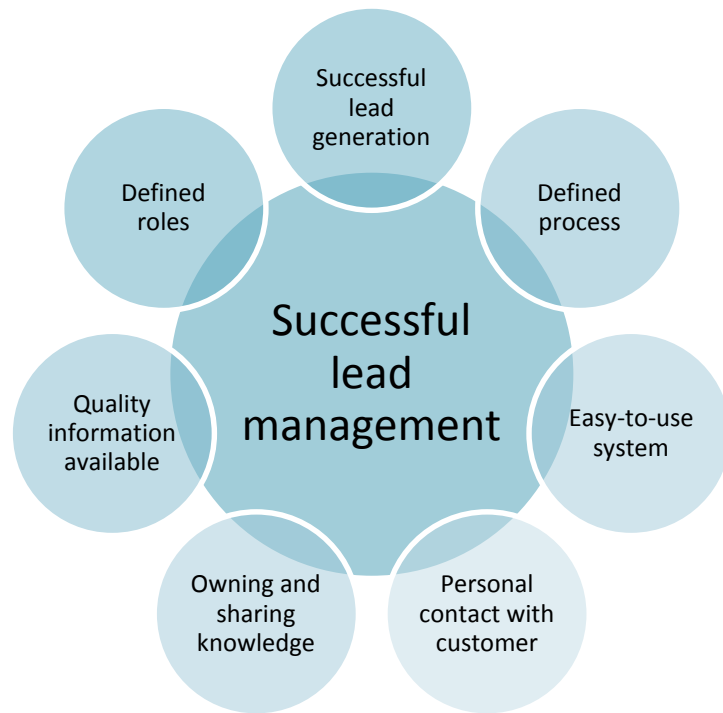 Successful
lead
generation
Defined
process
Easy-to-use
system
Personal
contact with
customer
Owning and
sharing
knowledge
Quality
information
available
Defined
roles
Successful
lead
management